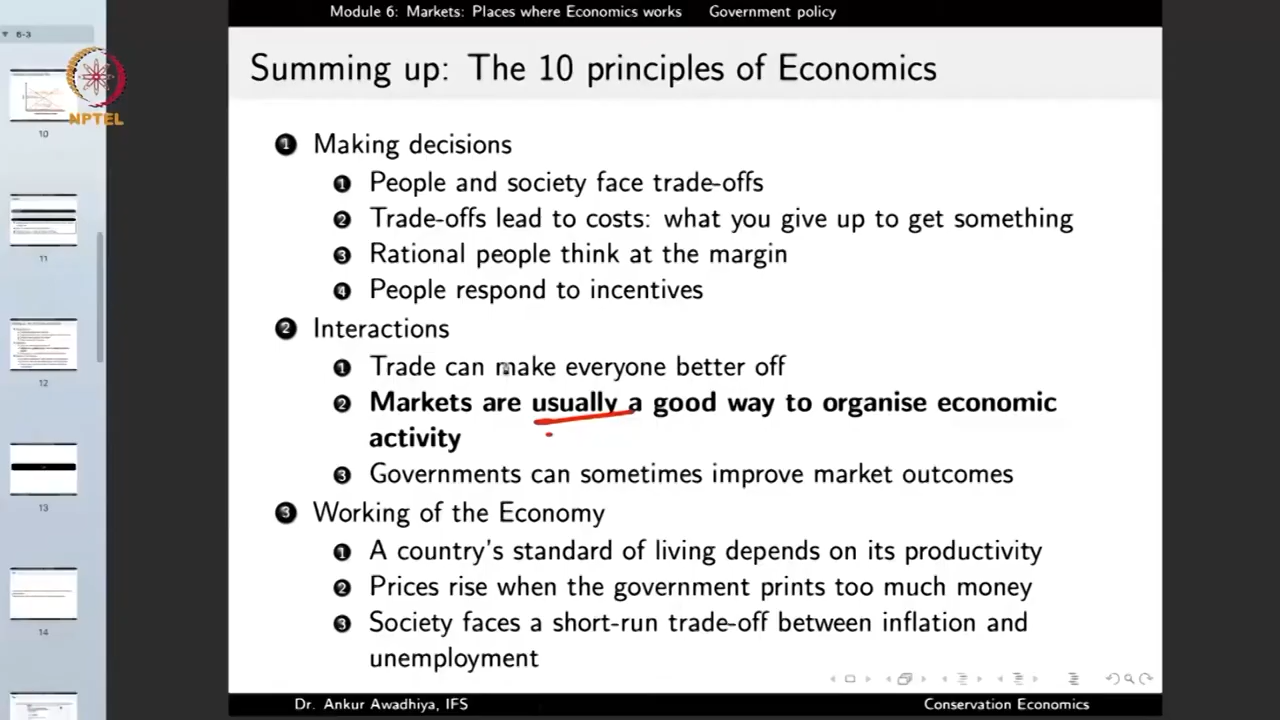 Module 6: Markets: Places where Economics works Government policy
6-3
Summing up: The 10 principles of Economics
NPTEL
10
11
12
13
14
1 Making decisions
1 People and society face trade-offs
2 Trade-offs lead to costs: what you give up to get something
3 Rational people think at the margin
4 People respond to incentives
2 Interactions
1 Trade can make everyone better off
2 Markets are usually a good way to organise economic
activity
3 Governments can sometimes improve market outcomes
3 Working of the Economy
1 A country's standard of living depends on its productivity
2 Prices rise when the government prints too much money
3 Society faces a short-run trade-off between inflation and
unemployment
Dr. Ankur Awadhiya, IFS Conservation Economics